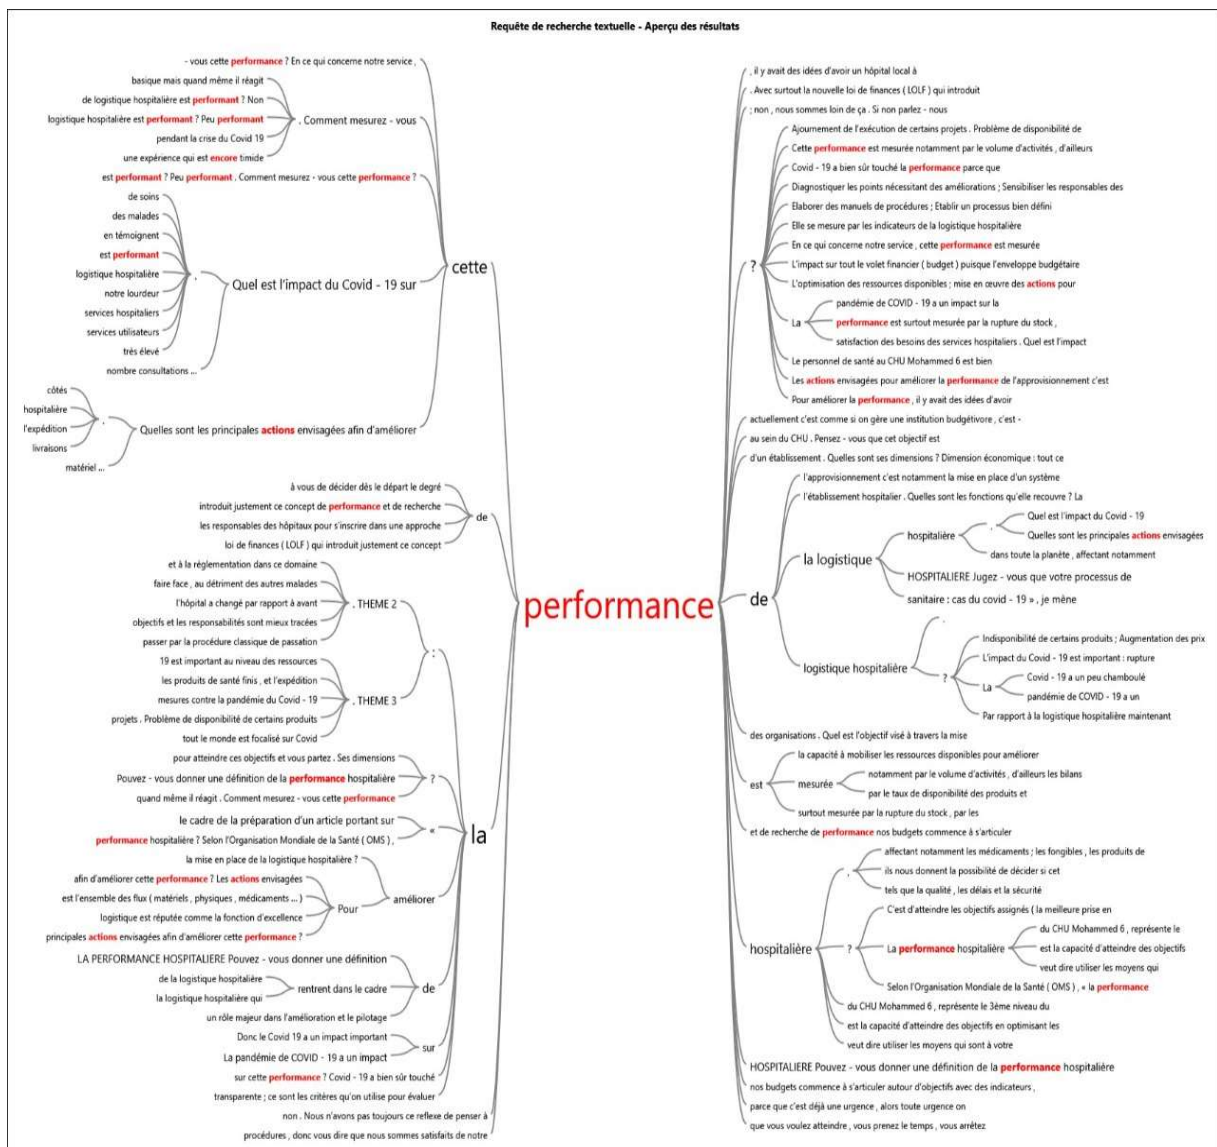 Requête de recherche textuelle - Aperçu des résultats
- vous cette performance ? En ce qui concerne notre service ,
basique mais quand même il réagit
de logistique hospitalière est performant ? Non
logistique hospitalière est performant ? Peu performant
pendant la crise du Covid 19
une expérience qui est encore timide
. Comment mesurez - vous
est performant ? Peu performant . Comment mesurez - vous cette performance ?
de soins
des malades
en témoignent
est performant
logistique hospitalière
notre lourdeur
services hospitaliers
services utilisateurs
très élevé
.
nombre consultations ...
Quel est l'impact du Covid - 19 sur
côtés
hospitalière
l'expédition
livraisons
.
matériel ...
Quelles sont les principales actions envisagées afin d'améliorer
cette
à vous de décider dès le départ le degré
introduit justement ce concept de performance et de recherche
les responsables des hôpitaux pour s'inscrire dans une approche
loi de finances ( LOLF ) qui introduit justement ce concept
de
et à la réglementation dans ce domaine
faire face , au détriment des autres malades
l'hôpital a changé par rapport à avant
objectifs et les responsabilités sont mieux tracées
passer par la procédure classique de passation
. THEME 2
19 est important au niveau des ressources
les produits de santé finis , et l'expédition
mesures contre la pandémie du Covid - 19
projets . Problème de disponibilité de certains produits
tout le monde est focalisé sur Covid
. THEME 3
:
pour atteindre ces objectifs et vous partez . Ses dimensions
Pouvez - vous donner une définition de la performance hospitalière
quand même il réagit . Comment mesurez - vous cette performance
?
le cadre de la préparation d'un article portant sur
performance hospitalière ? Selon l'Organisation Mondiale de la Santé ( OMS ) ,
«
la mise en place de la logistique hospitalière ?
afin d'améliorer cette performance ? Les actions envisagées
est l'ensemble des flux ( matériels , physiques , médicaments ... )
logistique est réputée comme la fonction d'excellence
principales actions envisagées afin d'améliorer cette performance ?
Pour
améliorer
LA PERFORMANCE HOSPITALIERE Pouvez - vous donner une définition
de la logistique hospitalière
la logistique hospitalière qui
rentrent dans le cadre
un rôle majeur dans l'amélioration et le pilotage
de
Donc le Covid 19 a un impact important
La pandémie de COVID - 19 a un impact
sur
sur cette performance ? Covid - 19 a bien sûr touché
transparente ; ce sont les critères qu'on utilise pour évaluer
la
non . Nous n'avons pas toujours ce reflexe de penser à
procédures , donc vous dire que nous sommes satisfaits de notre
performance
, il y avait des idées d'avoir un hôpital local à
. Avec surtout la nouvelle loi de finances ( LOLF ) qui introduit
; non , nous sommes loin de ça . Si non parlez - nous
?
Ajournement de l'exécution de certains projets . Problème de disponibilité de
Cette performance est mesurée notamment par le volume d'activités , d'ailleurs
Covid - 19 a bien sûr touché la performance parce que
Diagnostiquer les points nécessitant des améliorations ; Sensibiliser les responsables des
Elaborer des manuels de procédures ; Etablir un processus bien défini
Elle se mesure par les indicateurs de la logistique hospitalière
En ce qui concerne notre service , cette performance est mesurée
L'impact sur tout le volet financier ( budget ) puisque l'enveloppe budgétaire
L'optimisation des ressources disponibles ; mise en œuvre des actions pour
La
pandémie de COVID - 19 a un impact sur la
performance est surtout mesurée par la rupture du stock ,
satisfaction des besoins des services hospitaliers . Quel est l'impact
Le personnel de santé au CHU Mohammed 6 est bien
Les actions envisagées pour améliorer la performance de l'approvisionnement c'est
Pour améliorer la performance , il y avait des idées d'avoir
actuellement c'est comme si on gère une institution budgétivore , c'est -
au sein du CHU . Pensez - vous que cet objectif est
d'un établissement . Quelles sont ses dimensions ? Dimension économique : tout ce
de
l'approvisionnement c'est notamment la mise en place d'un système
l'établissement hospitalier . Quelles sont les fonctions qu'elle recouvre ? La
la logistique
hospitalière
.
Quel est l'impact du Covid - 19
Quelles sont les principales actions envisagées
dans toute la planète , affectant notamment
HOSPITALIERE Jugez - vous que votre processus de
sanitaire : cas du covid - 19 » , je mène
logistique hospitalière
.
?
Indisponibilité de certains produits ; Augmentation des prix
L'impact du Covid - 19 est important : rupture
La
Covid - 19 a un peu chamboulé
pandémie de COVID - 19 a un
Par rapport à la logistique hospitalière maintenant
des organisations . Quel est l'objectif visé à travers la mise
est
la capacité à mobiliser les ressources disponibles pour améliorer
mesurée
notamment par le volume d'activités , d'ailleurs les bilans
par le taux de disponibilité des produits et
surtout mesurée par la rupture du stock , par les
et de recherche de performance nos budgets commence à s'articuler
hospitalière
,
affectant notamment les médicaments ; les fongibles , les produits de
ils nous donnent la possibilité de décider si cet
tels que la qualité , les délais et la sécurité
?
C'est d'atteindre les objectifs assignés ( la meilleure prise en
La performance hospitalière
du CHU Mohammed 6 , représente le
est la capacité d'atteindre des objectifs
veut dire utiliser les moyens qui
Selon l'Organisation Mondiale de la Santé ( OMS ) , « la performance
du CHU Mohammed 6 , représente le 3ème niveau du
est la capacité d'atteindre des objectifs en optimisant les
veut dire utiliser les moyens qui sont à votre
HOSPITALIERE Pouvez - vous donner une définition de la performance hospitalière
nos budgets commence à s'articuler autour d'objectifs avec des indicateurs ,
parce que c'est déjà une urgence , alors toute urgence on
que vous voulez atteindre , vous prenez le temps , vous arrêtez